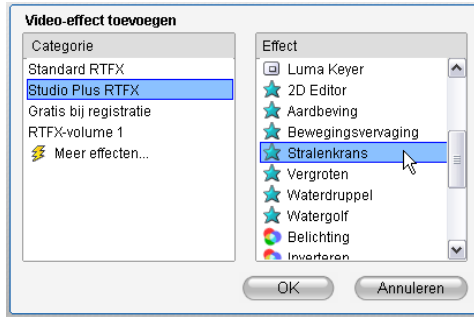 Video-effect toevoegen
Categorie
Standard RTFX
Studio Plus RTFX
Gratis bij registratie
RTFX-volume 1
Meer effecten...
Effect
Luma Keyer
2D Editor
Aardbeving
Bewegingsvervaging
Stralenkrans
Vergroten
Waterdruppel
Watergolf
Belichting
Inverteren
OK
Annuleren